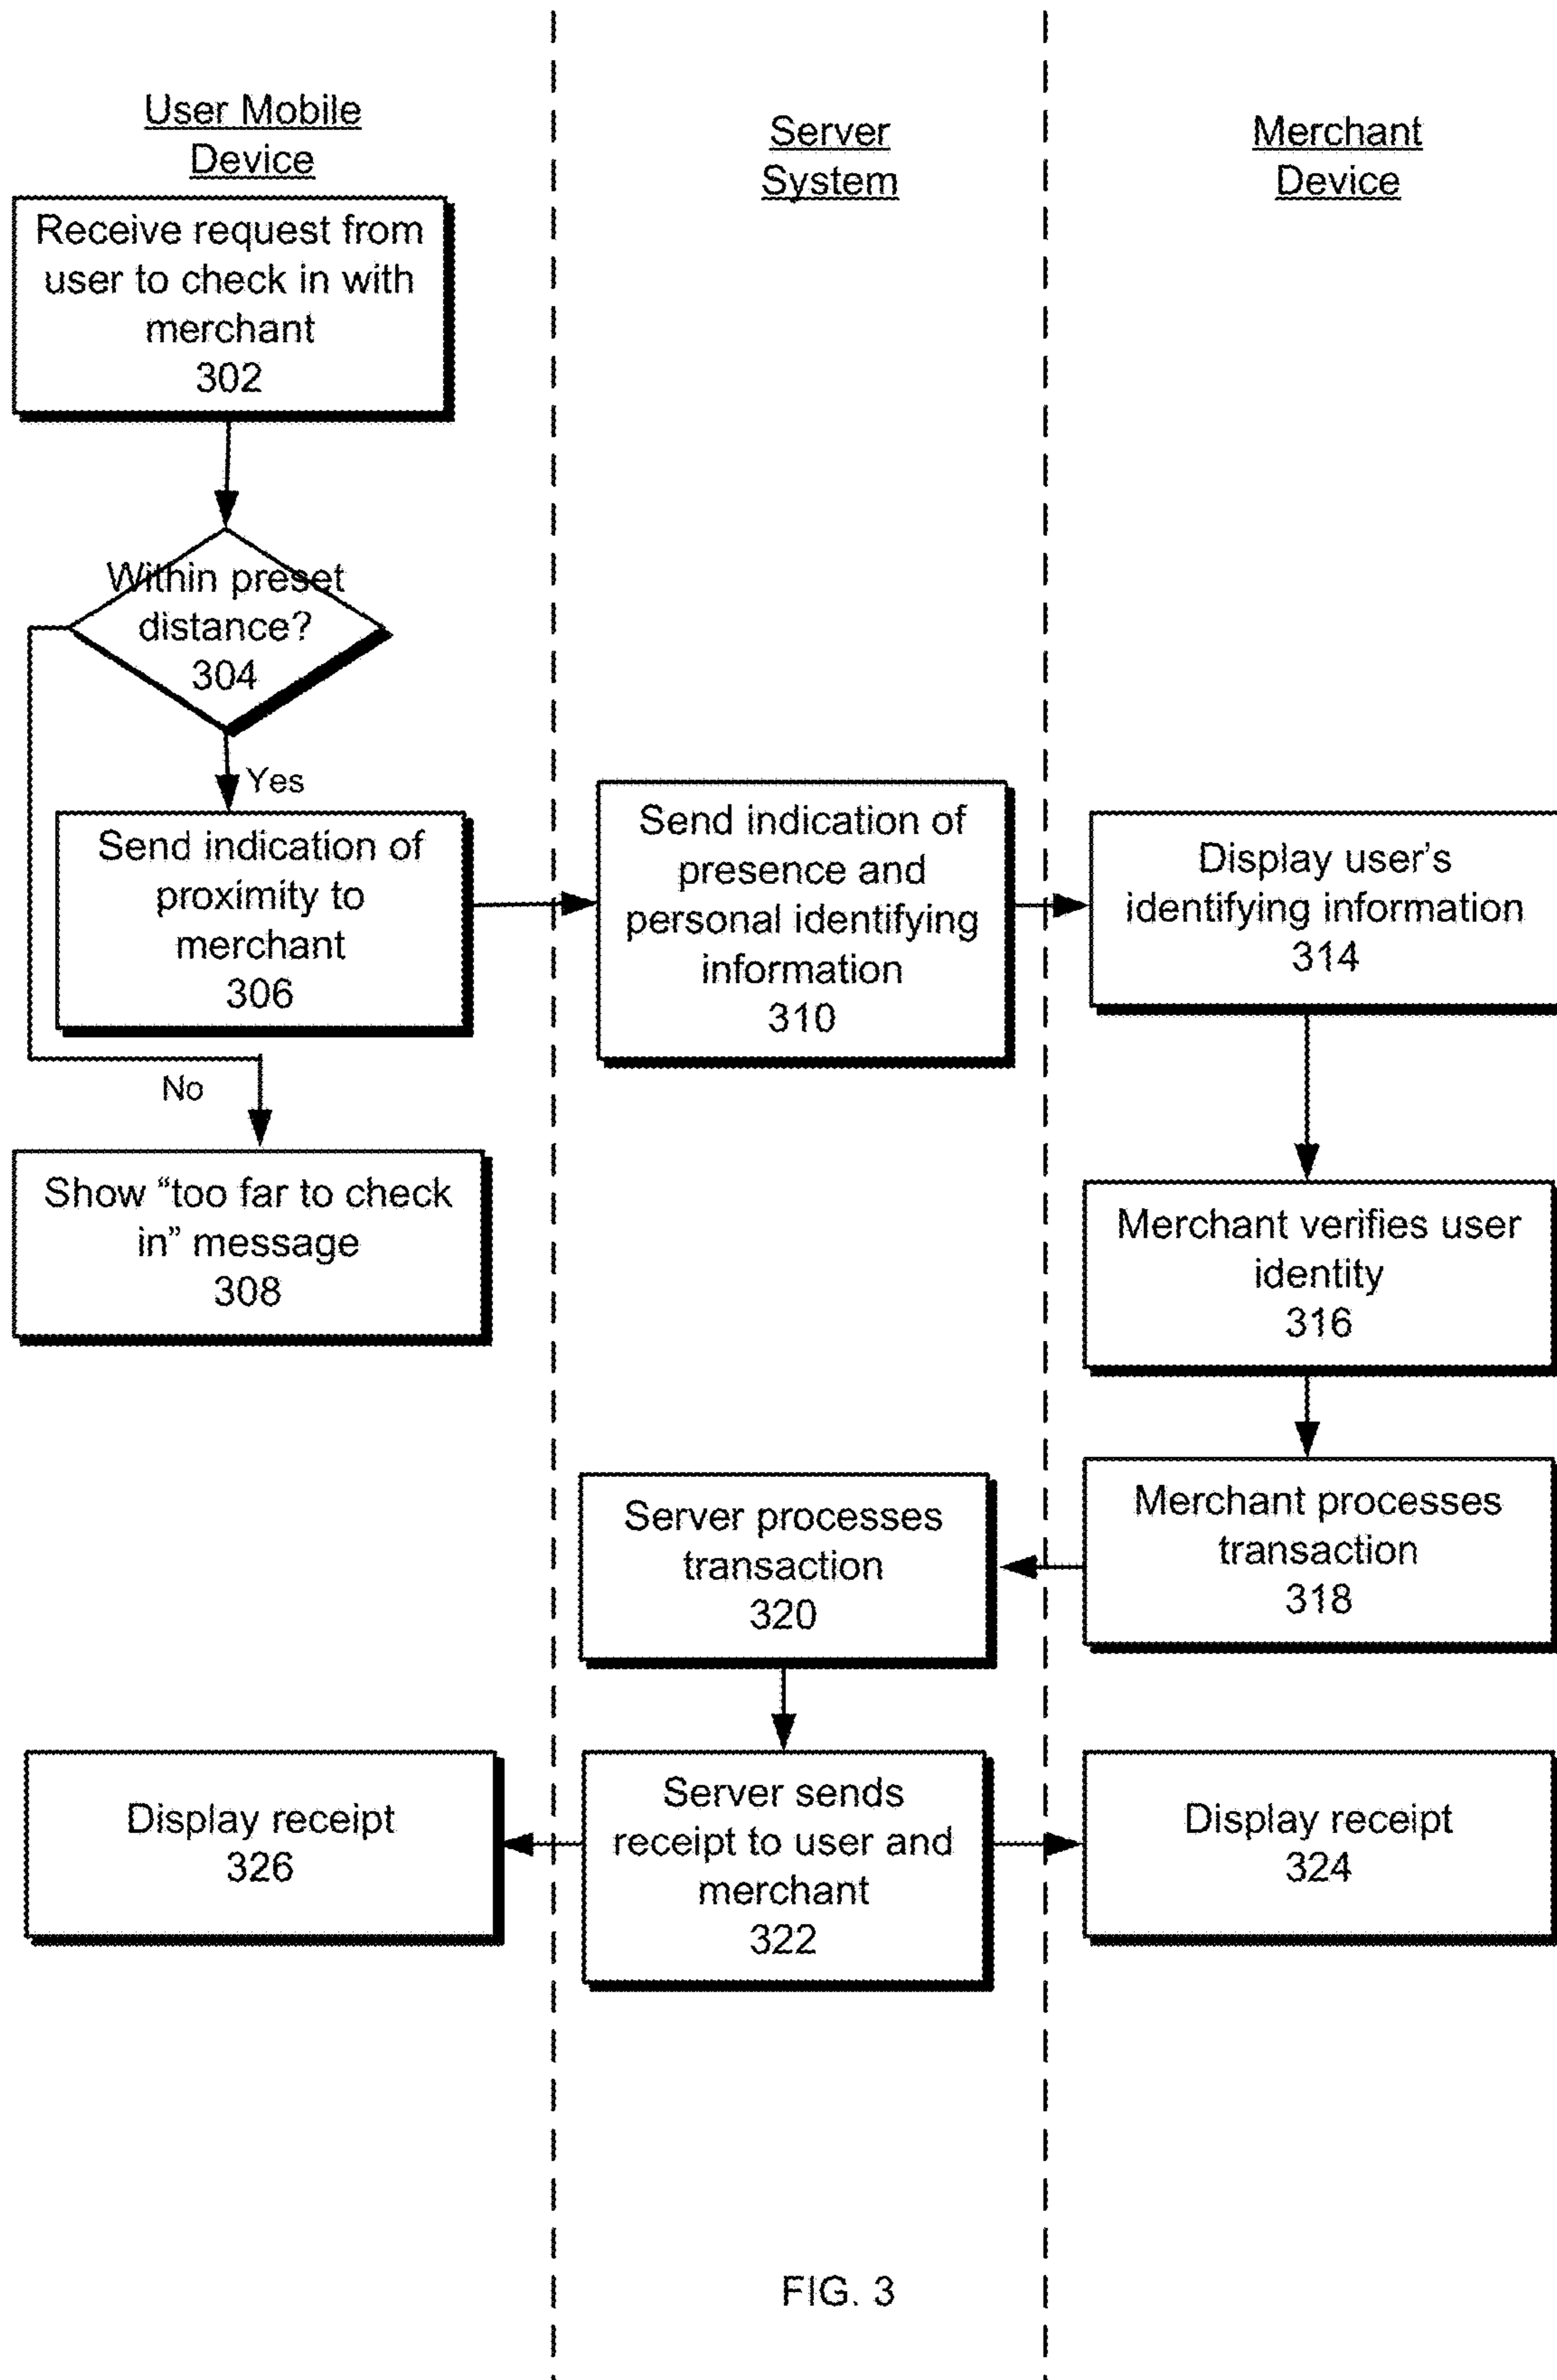 User Mobile
Device
Server
System
Merchant
Device
Receive request from
user to check in with
merchant
302
Within preset
distance?
304
Yes
Send indication of
proximity to
merchant
306
Send indication of
presence and
personal identifying
information
310
Display user's
identifying information
314
No
Show “too far to check
in” message
308
Merchant verifies user
identity
316
Merchant processes
transaction
318
Server processes
transaction
320
Server sends
receipt to user and
merchant
322
Display receipt
326
Display receipt
324
FIG. 3